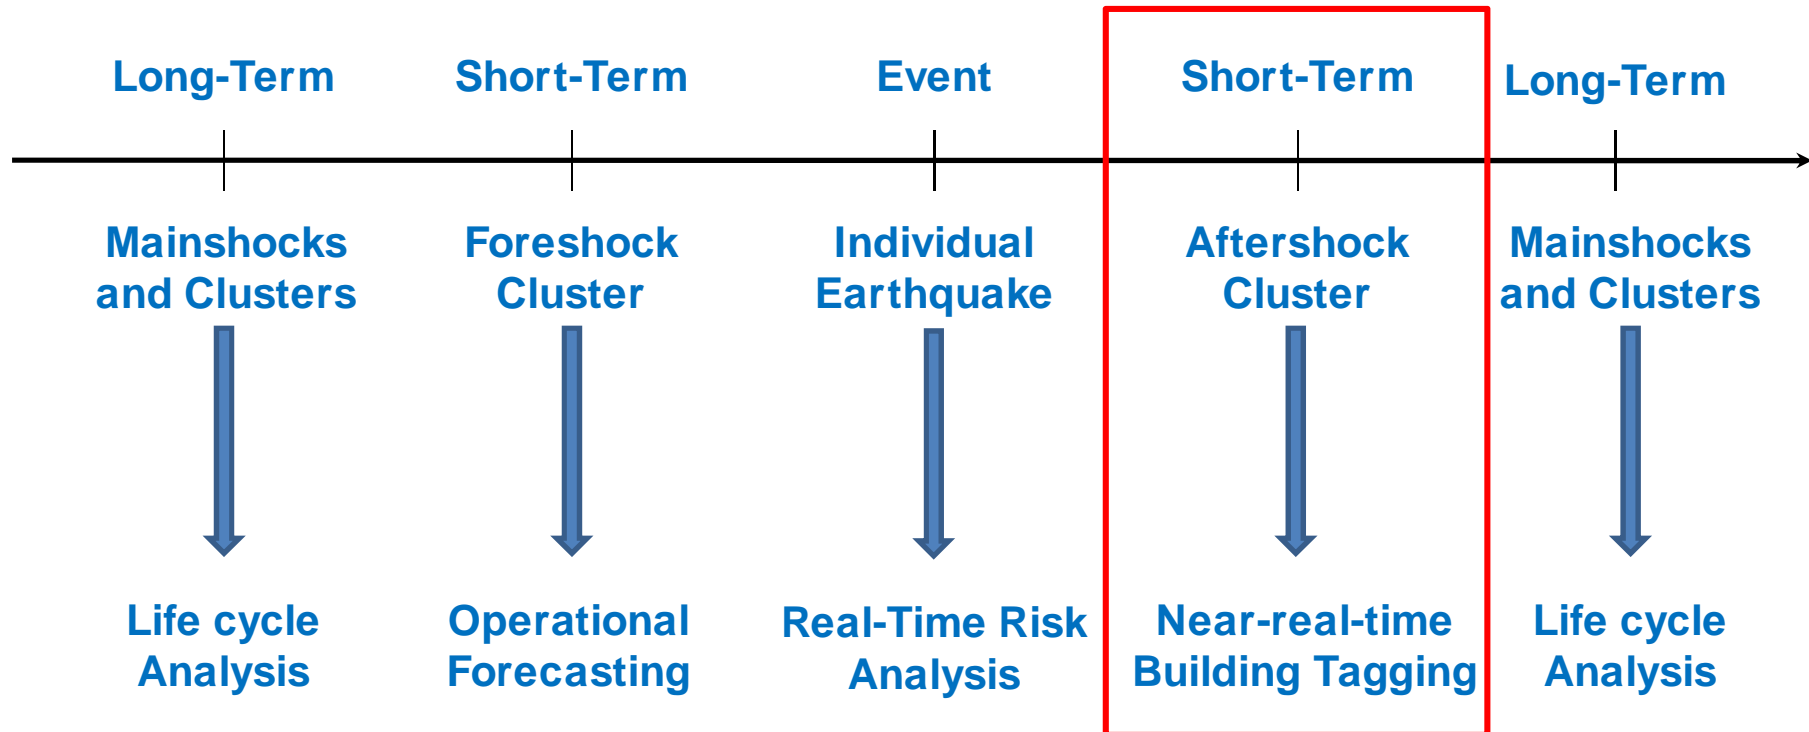 Long-Term
Short-Term
Event
Short-Term
Long-Term
Mainshocks
and Clusters
Foreshock
Cluster
Individual
Earthquake
Aftershock
Cluster
Mainshocks
and Clusters
Life cycle
Analysis
Operational
Forecasting
Real-Time Risk
Analysis
Near-real-time
Building Tagging
Life cycle
Analysis